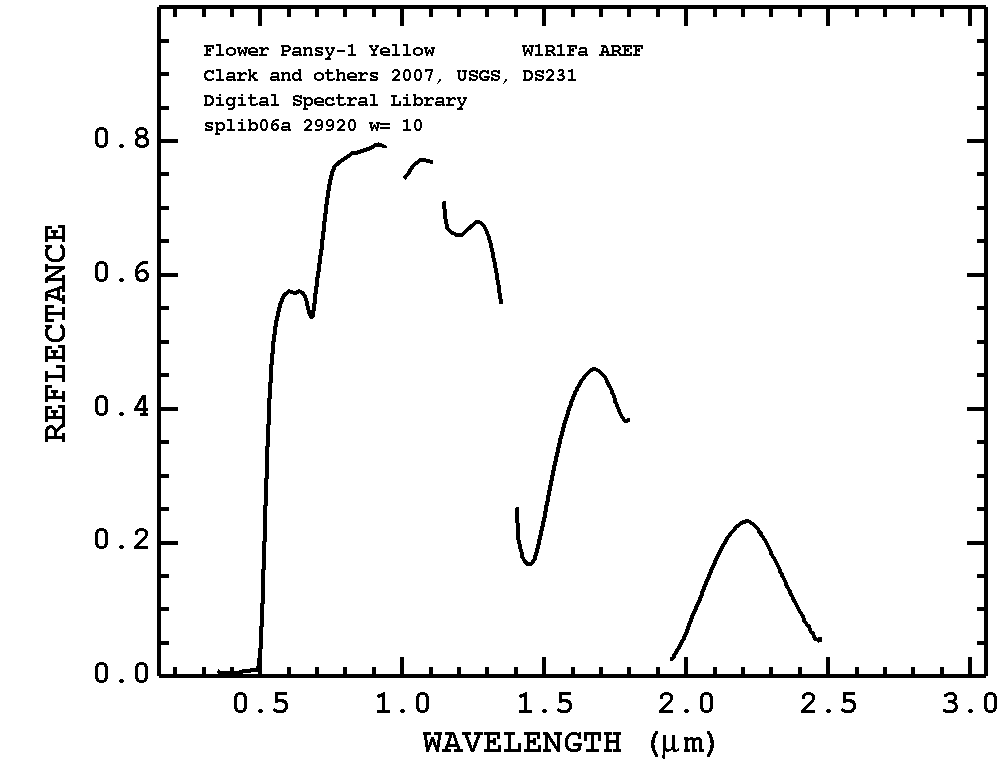 Flower Pansy-1 Yellow W1R1Fa AREF
Clark and others 2007, USGS, DS231
Digital Spectral Library
splib06a 29920 w= 10
REFLECTANCE
0.8
0.6
0.4
0.2
0.0
0.5 1.0 1.5 2.0 2.5 3.0
WAVELENGTH (μm)